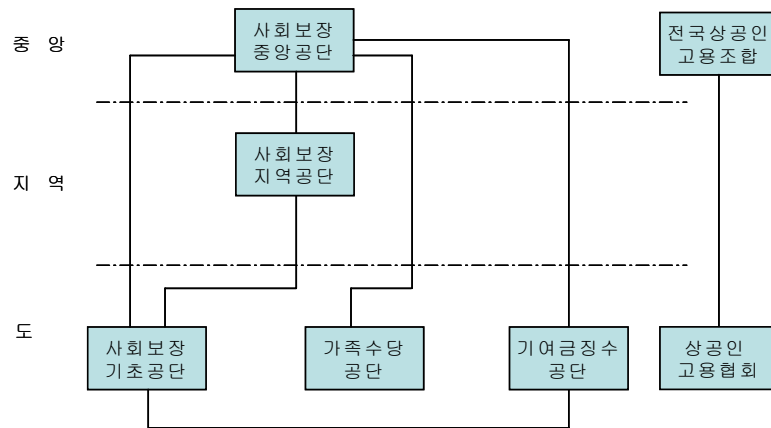 중 앙
사회보장
중앙공단
전국상공인
고용조합
지 역
사회보장
지역공단
도
사회보장
기초공단
가족수당
공단
기여금징수
공단
상공인
고용협회